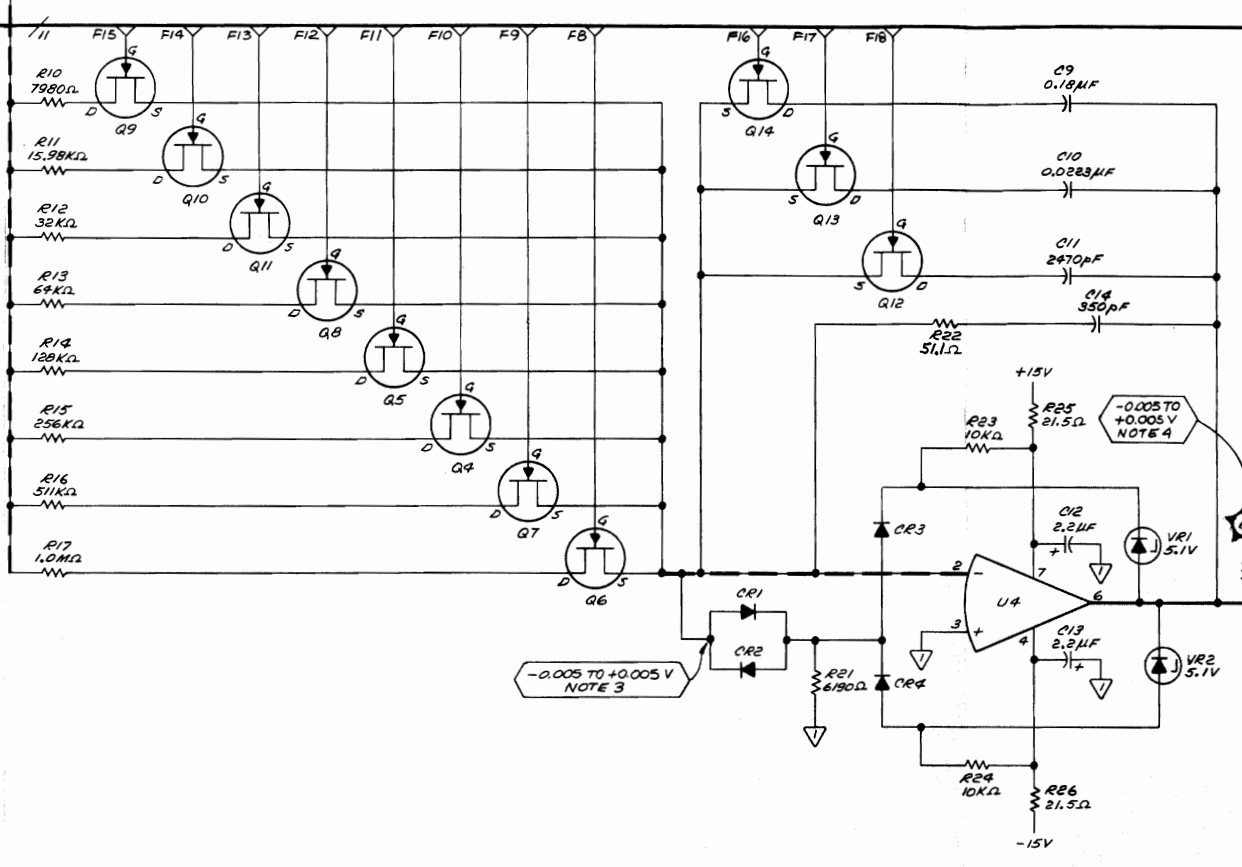 11 F15 F14 F13 F12 F11 F10 F9 F8 F16 F17 F18
R10
7980Ω
G
D S
Q9
R11
15.98KΩ
G
D S
Q10
R12
32KΩ
G
D S
Q11
R13
64KΩ
G
D S
Q8
R14
128KΩ
G
D S
Q5
R15
256KΩ
G
D S
Q4
R16
511KΩ
G
D S
Q7
R17
1.0MΩ
G
D S
Q6
G
S D
Q14
C9
0.18µF
G
S D
Q13
C10
0.0223µF
G
S D
Q12
C11
2470pF
C14
350pF
R22
51.1Ω
+15V
R25
21.5Ω
R23
10KΩ
-0.005 TO
+0.005 V
NOTE 4
CR3
C12
2.2µF
+
1
VR1
5.1V
2 - 7
U4 6
3 + 4
1
C13
2.2µF
+
1
VR2
5.1V
CR1
CR2
-0.005 TO +0.005 V
NOTE 3
R21
6190Ω
1
CR4
R24
10KΩ
R26
21.5Ω
-15V